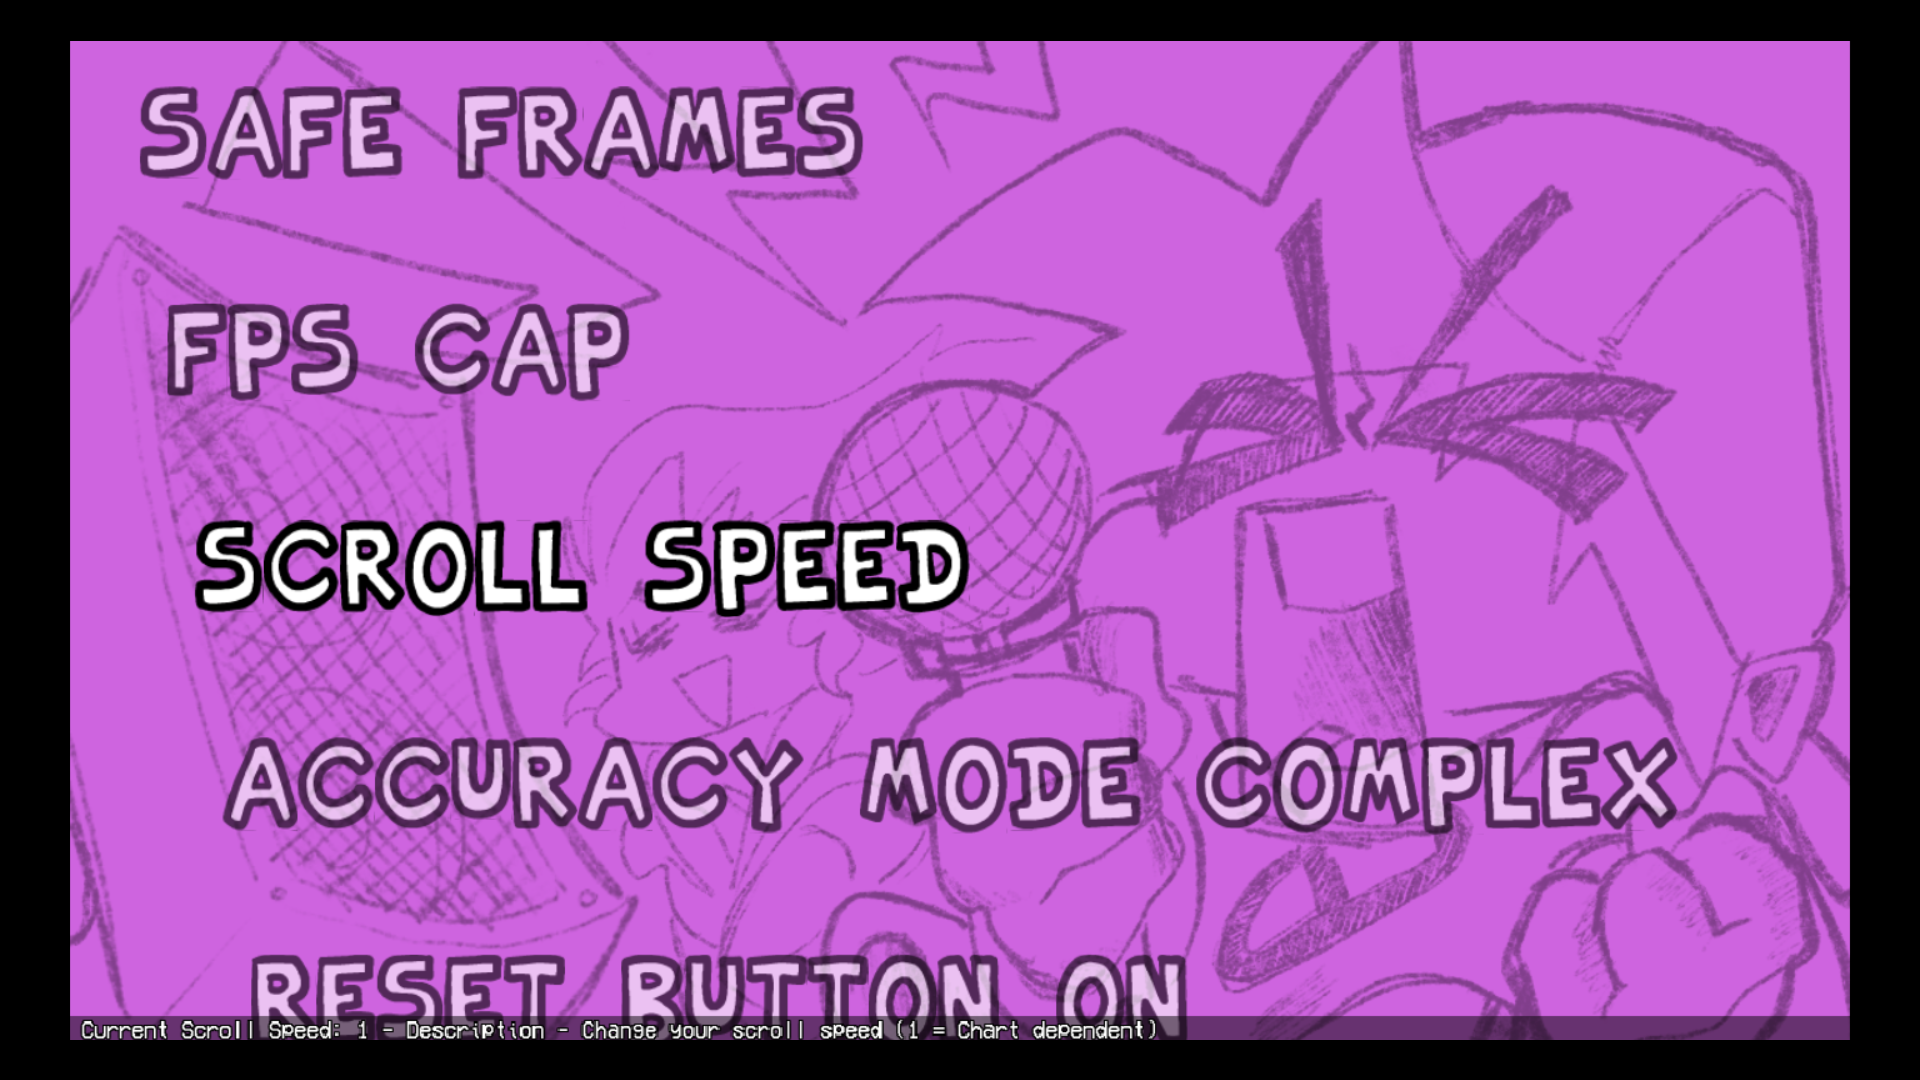 SAFE FRAMES
FPS CAP
SCROLL SPEED
ACCURACY MODE COMPLEX
RESET BUTTON ON
Current Scroll Speed: 1 - Description - Change your scroll speed (1 = Chart dependent)